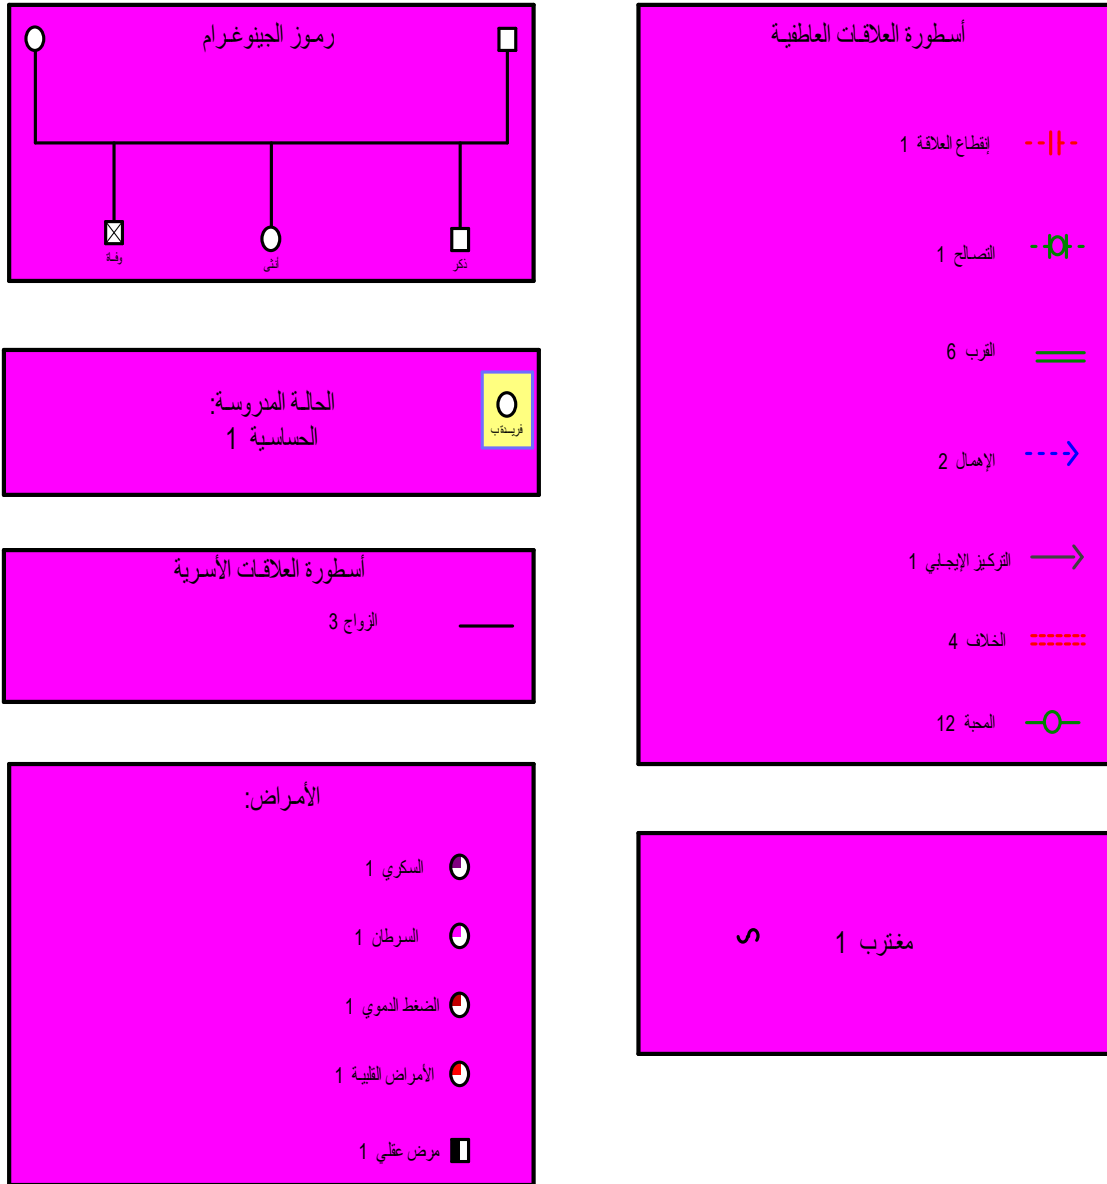 رموز الجينوغرام
وفاة
أنثى
ذكر
الحالة المدروسة:
الحساسية 1
فريدة ب
أسطورة العلاقات الأسرية
الزواج 3
الأمراض:
السكري 1
السرطان 1
الضغط الدموي 1
الأمراض القلبية 1
مرض عقلي 1
أسطورة العلاقات العاطفية
إنقطاع العلاقة 1
التصالح 1
القرب 6
الإهمال 2
التركيز الإيجابي 1
الخلاف 4
المحبة 12
مغترب 1